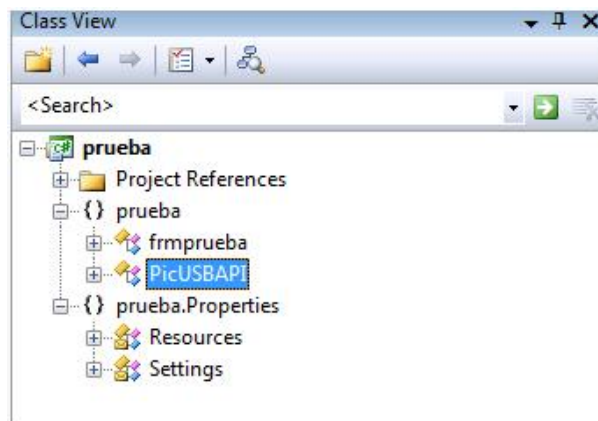 Class View
<Search>
c#
prueba
Project References
{} prueba
frmprueba
PicUSBAPI
{} prueba.Properties
Resources
Settings